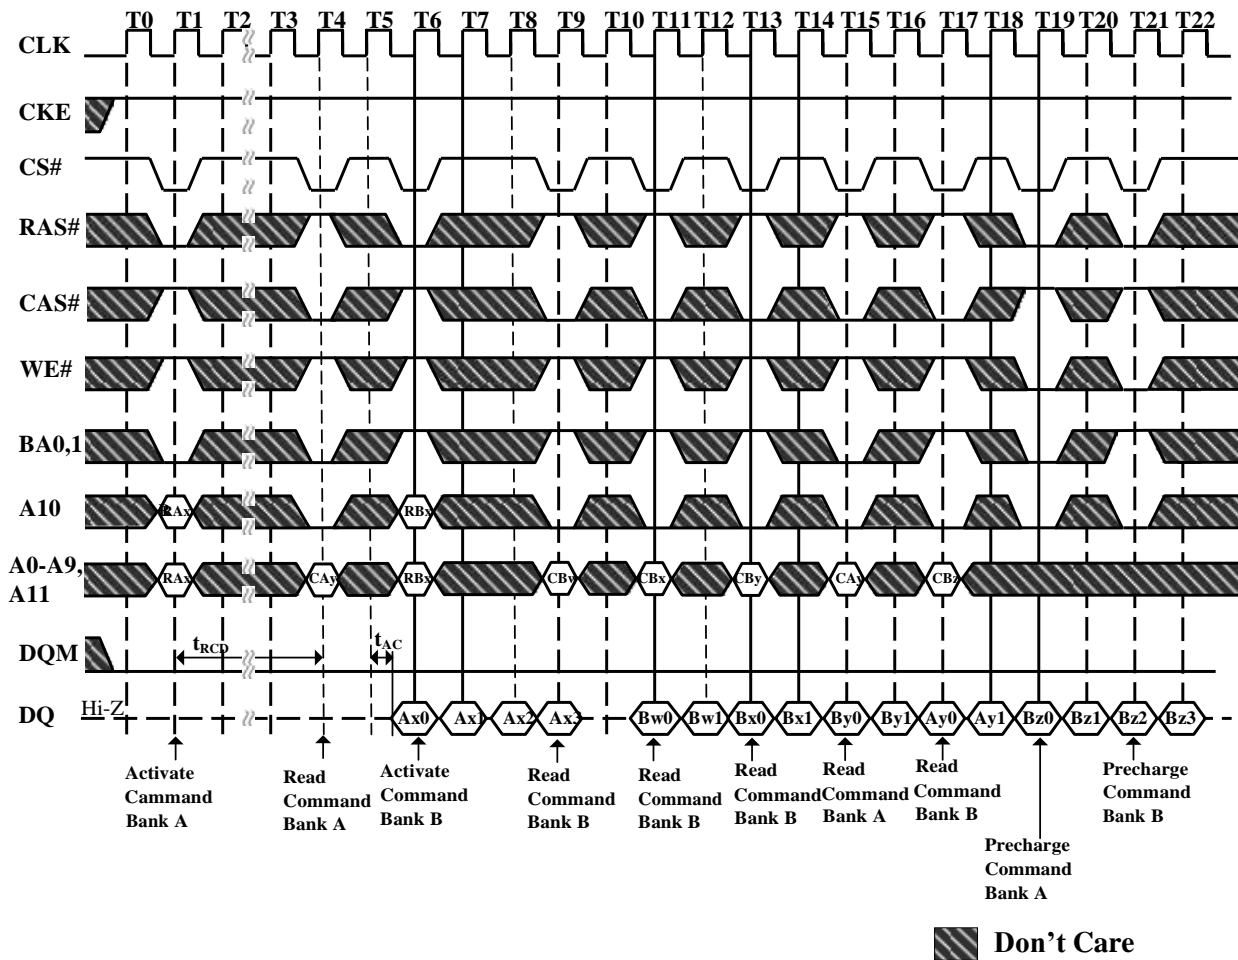 T0 T1 T2 T3 T4 T5 T6 T7 T8 T9 T10 T11 T12 T13 T14 T15 T16 T17 T18 T19 T20 T21 T22
CLK
CKE
CS#
RAS#
CAS#
WE#
BA0,1
A10
RAx RBx
A0-A9,
A11
RAx CAy RBx CBw CBx CBy CAy CBz
DQM
tRCD tAC
DQ
Hi-Z
Ax0 Ax1 Ax2 Ax3 Bw0 Bw1 Bx0 Bx1 By0 By1 Ay0 Ay1 Bz0 Bz1 Bz2 Bz3
Activate
Cammand
Bank A
Read
Command
Bank A
Activate
Command
Bank B
Read
Command
Bank B
Read
Command
Bank B
Read
Command
Bank B
Read
Command
Bank A
Read
Command
Bank B
Precharge
Command
Bank A
Precharge
Command
Bank B
Don't Care